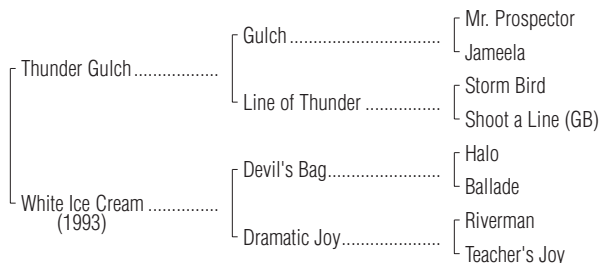 Mr. Prospector
Gulch ................................
Jameela
Thunder Gulch ..................
Storm Bird
Line of Thunder ................
Shoot a Line (GB)
Halo
Devil's Bag........................
Ballade
White Ice Cream ...............
(1993)
Riverman
Dramatic Joy.....................
Teacher's Joy